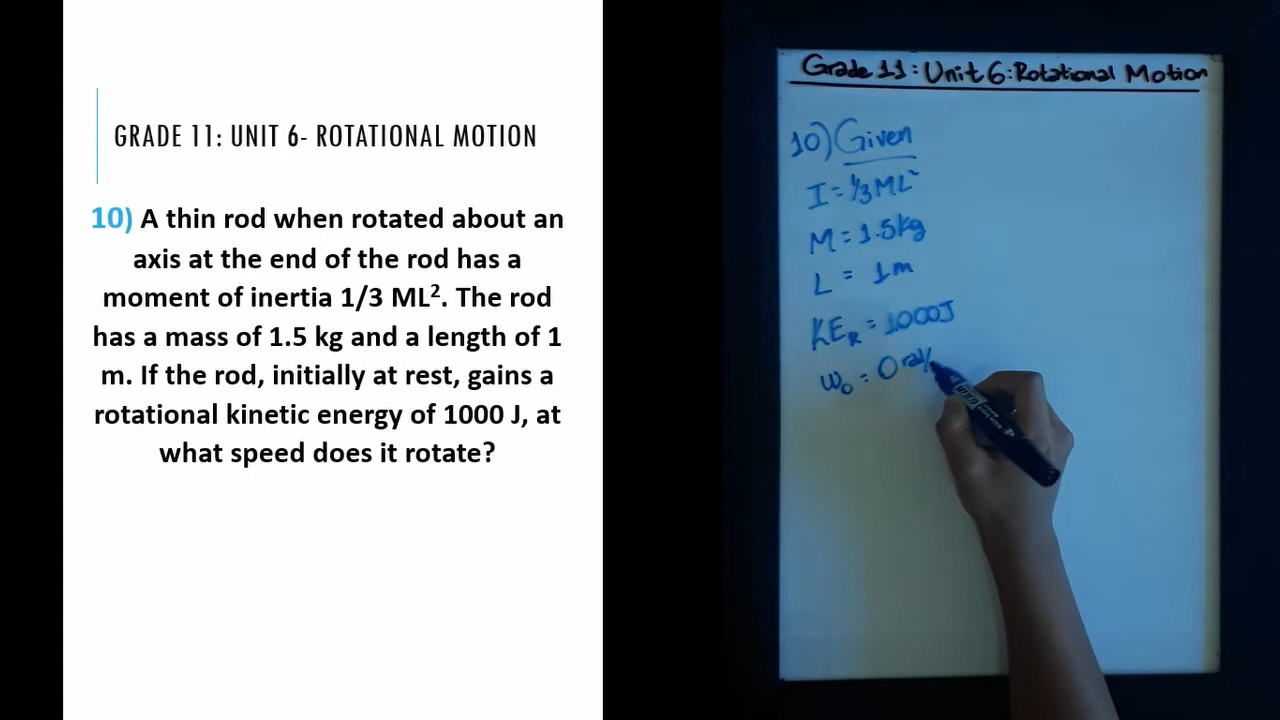 GRADE 11: UNIT 6- ROTATIONAL MOTION
10) A thin rod when rotated about an
axis at the end of the rod has a
moment of inertia 1/3 ML². The rod
has a mass of 1.5 kg and a length of 1
m. If the rod, initially at rest, gains a
rotational kinetic energy of 1000 J, at
what speed does it rotate?
Grade 11: Unit 6: Rotational Motion
10) Given
I = 1/3 ML²
M = 1.5kg
L = 1m
KE_R = 1000J
ω₀ = 0 rad/